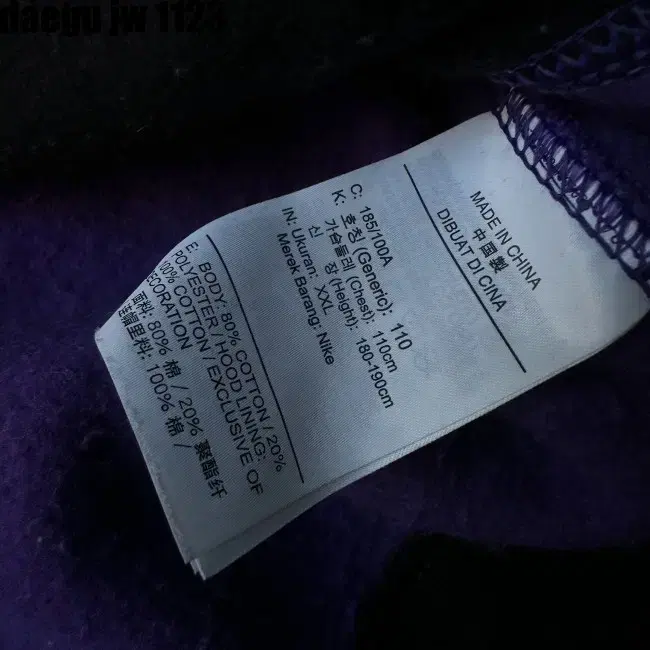 daegu jw 1123
MADE IN CHINA
中國製
DIBUAT DI CINA
C: 185/100A
K: 호칭 (Generic): 110
가슴둘레 (Chest): 110cm
신 장 (Height): 180-190cm
IN: Ukuran: XXL
Merek Barang: Nike
E: BODY: 80% COTTON / 20%
POLYESTER / HOOD LINING:
100% COTTON / EXCLUSIVE OF
DECORATION
面料: 80% 棉 / 20% 聚酯纤
连帽里料: 100% 棉 /